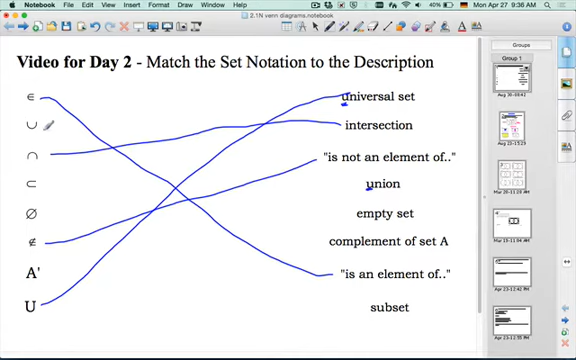 Notebook File Edit View Insert Format Draw Window Help 40% Mon Apr 27 9:36 AM
2.1N venn diagrams.notebook
Video for Day 2 - Match the Set Notation to the Description
∈ universal set
∪ intersection
∩ "is not an element of.."
⊂ union
∅ empty set
∉ complement of set A
A' "is an element of.."
U subset
Groups
Group 1